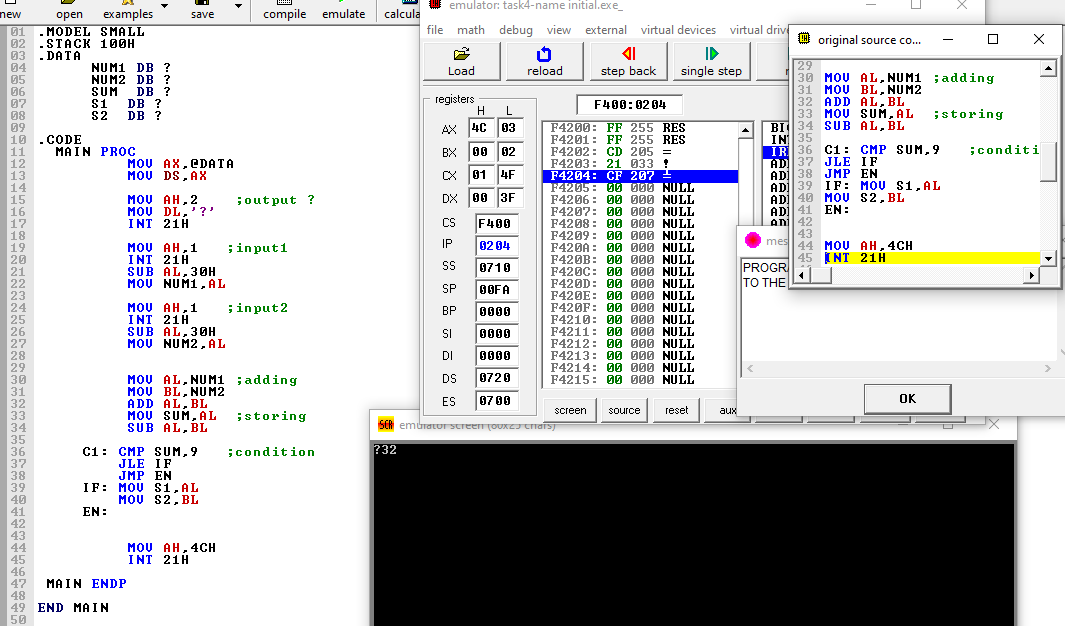 new open examples save compile emulate calcula
01 .MODEL SMALL
02 .STACK 100H
03 .DATA
04 NUM1 DB ?
05 NUM2 DB ?
06 SUM DB ?
07 S1 DB ?
08 S2 DB ?
09
10 .CODE
11 MAIN PROC
12 MOV AX,@DATA
13 MOV DS,AX
14
15 MOV AH,2 ;output ?
16 MOV DL,'?'
17 INT 21H
18
19 MOV AH,1 ;input1
20 INT 21H
21 SUB AL,30H
22 MOV NUM1,AL
23
24 MOV AH,1 ;input2
25 INT 21H
26 SUB AL,30H
27 MOV NUM2,AL
28
29
30 MOV AL,NUM1 ;adding
31 MOV BL,NUM2
32 ADD AL,BL
33 MOV SUM,AL ;storing
34 SUB AL,BL
35
36 C1: CMP SUM,9 ;condition
37 JLE IF
38 JMP EN
39 IF: MOV S1,AL
40 MOV S2,BL
41 EN:
42
43
44 MOV AH,4CH
45 INT 21H
46
47 MAIN ENDP
48
49 END MAIN
50
emulator: task4-name initial.exe_
file math debug view external virtual devices virtual drive
Load reload step back single step
registers
H L
AX 4C 03
BX 00 02
CX 01 4F
DX 00 3F
CS F400
IP 0204
SS 0710
SP 00FA
BP 0000
SI 0000
DI 0000
DS 0720
ES 0700
F400:0204
F4200: FF 255 RES
F4201: FF 255 RES
F4202: CD 205 =
F4203: 21 033 !
F4204: CF 207 ╧
F4205: 00 000 NULL
F4206: 00 000 NULL
F4207: 00 000 NULL
F4208: 00 000 NULL
F4209: 00 000 NULL
F420A: 00 000 NULL
F420B: 00 000 NULL
F420C: 00 000 NULL
F420D: 00 000 NULL
F420E: 00 000 NULL
F420F: 00 000 NULL
F4210: 00 000 NULL
F4211: 00 000 NULL
F4212: 00 000 NULL
F4213: 00 000 NULL
F4214: 00 000 NULL
F4215: 00 000 NULL
BI
IN
IR
AD
AD
AD
AD
AD
AD
screen source reset aux
original source co...
29
30 MOV AL,NUM1 ;adding
31 MOV BL,NUM2
32 ADD AL,BL
33 MOV SUM,AL ;storing
34 SUB AL,BL
35
36 C1: CMP SUM,9 ;conditi
37 JLE IF
38 JMP EN
39 IF: MOV S1,AL
40 MOV S2,BL
41 EN:
42
43
44 MOV AH,4CH
45 INT 21H
mes
PROGRA
TO THE
OK
emulator screen (80x25 chars)
?32